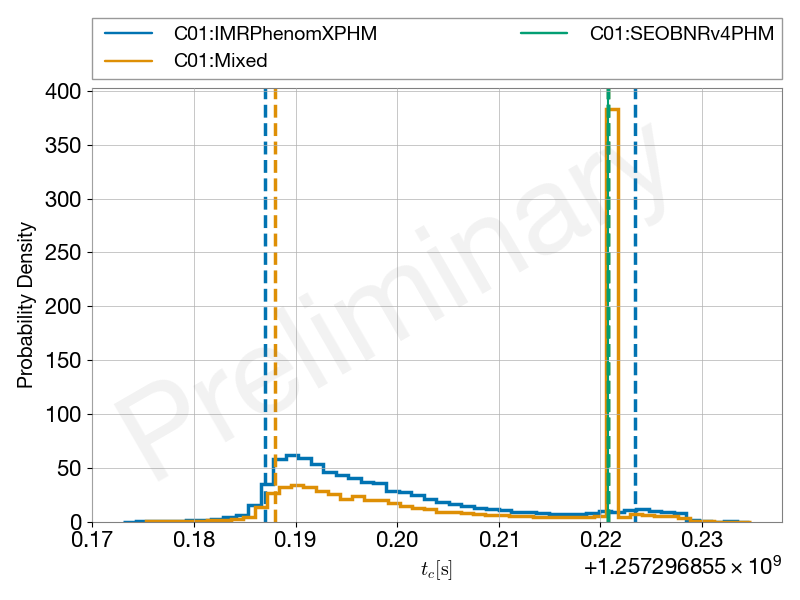 C01:IMRPhenomXPHM
C01:Mixed
C01:SEOBNRv4PHM
Probability Density
400
350
300
250
200
150
100
50
0
Preliminary
0.17 0.18 0.19 0.20 0.21 0.22 0.23
t_c[s]
+1.257296855 × 10⁹